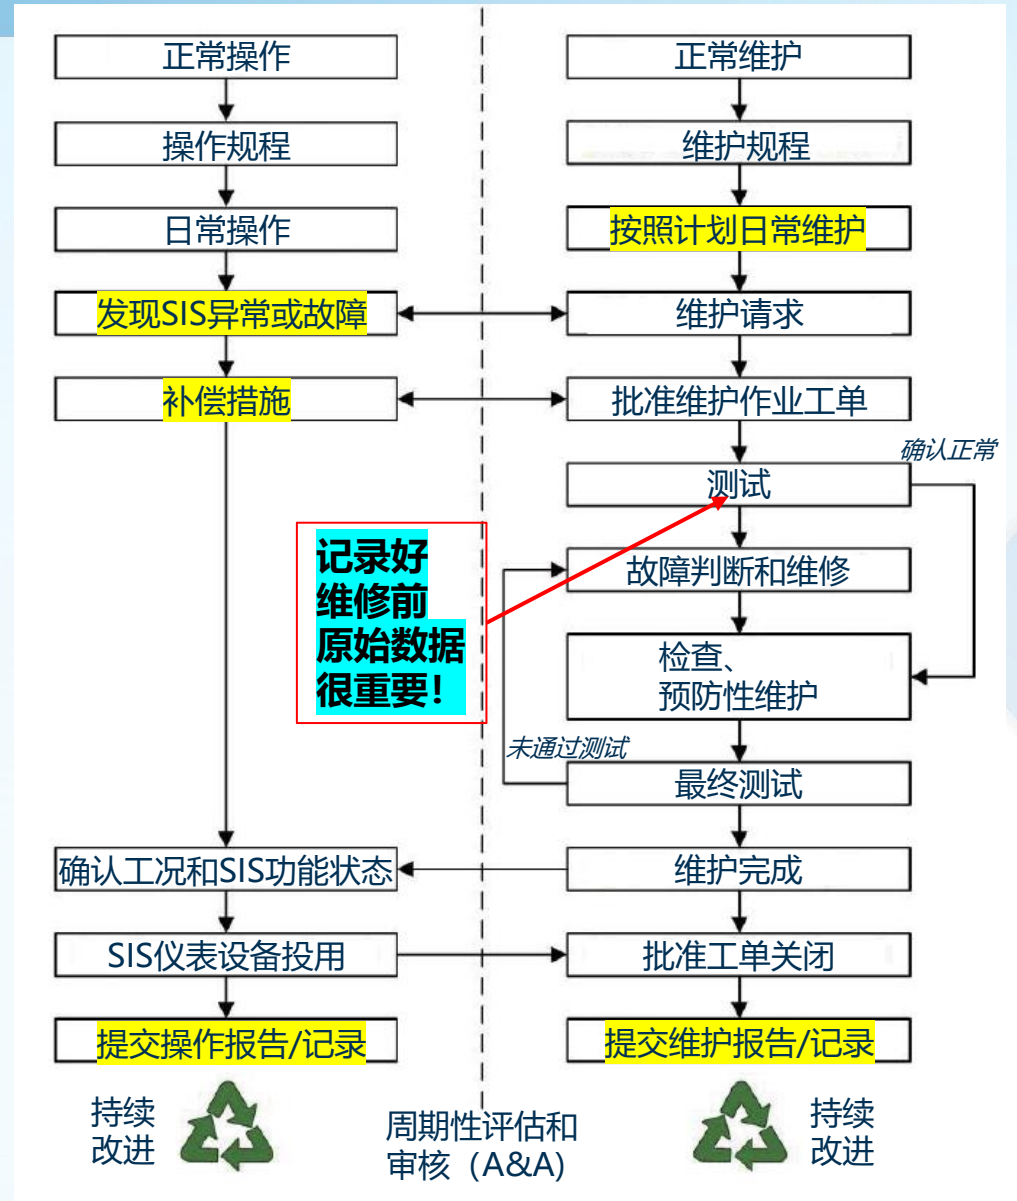 正常操作
正常维护
操作规程
维护规程
日常操作
按照计划日常维护
发现SIS异常或故障
维护请求
补偿措施
批准维护作业工单
确认正常
测试
记录好
维修前
原始数据
很重要！
故障判断和维修
检查、
预防性维护
未通过测试
最终测试
确认工况和SIS功能状态
维护完成
SIS仪表设备投用
批准工单关闭
提交操作报告/记录
提交维护报告/记录
持续
改进
周期性评估和
审核（A&A)
持续
改进